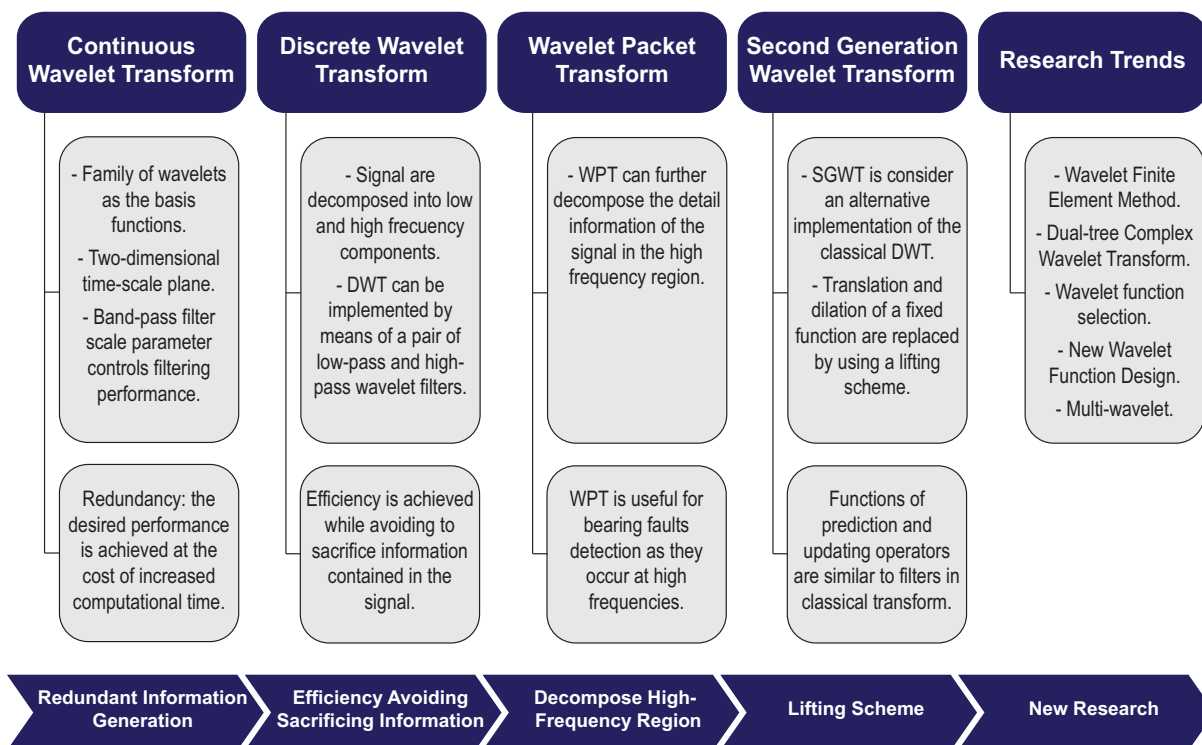 Continuous
Wavelet Transform
- Family of wavelets
as the basis
functions.
- Two-dimensional
time-scale plane.
- Band-pass filter
scale parameter
controls filtering
performance.
Redundancy: the
desired performance
is achieved at the
cost of increased
computational time.
Discrete Wavelet
Transform
- Signal are
decomposed into low
and high frecuency
components.
- DWT can be
implemented by
means of a pair of
low-pass and high-
pass wavelet filters.
Efficiency is achieved
while avoiding to
sacrifice information
contained in the
signal.
Wavelet Packet
Transform
- WPT can further
decompose the detail
information of the
signal in the high
frequency region.
WPT is useful for
bearing faults
detection as they
occur at high
frequencies.
Second Generation
Wavelet Transform
- SGWT is consider
an alternative
implementation of the
classical DWT.
- Translation and
dilation of a fixed
function are replaced
by using a lifting
scheme.
Functions of
prediction and
updating operators
are similar to filters in
classical transform.
Research Trends
- Wavelet Finite
Element Method.
- Dual-tree Complex
Wavelet Transform.
- Wavelet function
selection.
- New Wavelet
Function Design.
- Multi-wavelet.
Redundant Information
Generation
Efficiency Avoiding
Sacrificing Information
Decompose High-
Frequency Region
Lifting Scheme
New Research